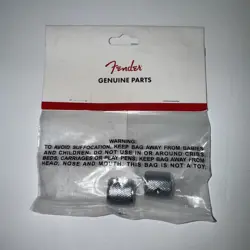 Fender
GENUINE PARTS
WARNING:
TO AVOID SUFFOCATION, KEEP BAG AWAY FROM BABIES
AND CHILDREN. DO NOT USE IN OR AROUND CRIBS,
BEDS, CARRIAGES OR PLAY PENS. KEEP BAG AWAY FROM
HEAD, NOSE AND MOUTH. THIS BAG IS NOT A TOY.